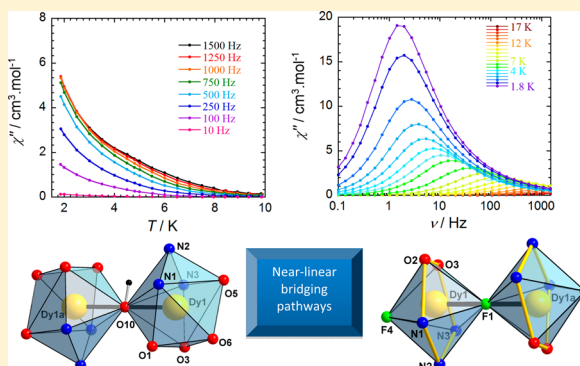 χ″ / cm³.mol⁻¹
8
6
4
2
0
1500 Hz
1250 Hz
1000 Hz
750 Hz
500 Hz
250 Hz
100 Hz
10 Hz
2 4 6 8 10
T / K
χ″ / cm³.mol⁻¹
20
15
10
5
0
17 K
12 K
7 K
4 K
1.8 K
0.1 1 10 100 1000
ν / Hz
N2
N1 N3
O5
Dy1a Dy1
O10 O6
O1 O3
Near-linear
bridging
pathways
O2 O3
Dy1 Dy1a
F1
F4 N1 N3
N2